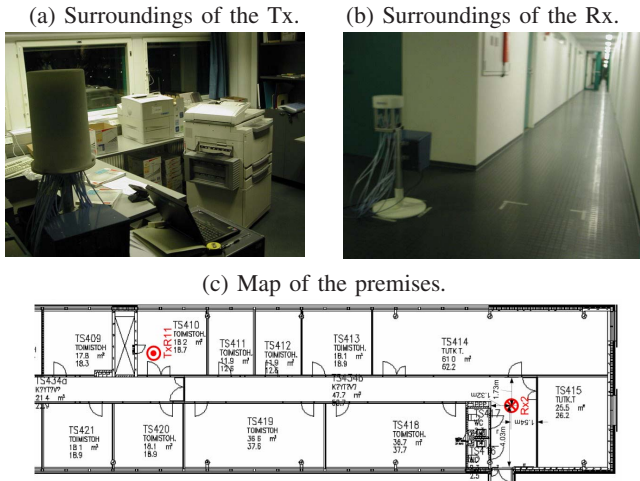 (a) Surroundings of the Tx.
(b) Surroundings of the Rx.
(c) Map of the premises.
TS409
TOIMISTOH.
17.8 m²
18.3
TS410
TOIMISTOH.
18.2 m²
18.7
TxR11
TS411
TOIMISTOH.
11.9 m²
12.6
TS412
TOIMISTOH.
11.9 m²
12.6
TS413
TOIMISTOH.
18.1 m²
18.9
TS414
TUTK T.
61.0 m²
62.2
TS434a
K?YT?V?
21.4 m²
22.9
TS434b
K?YT?V?
47.7 m²
1.32m
1.73m
Rx2
4.03m
1.54m
TS415
TUTK.T
25.5 m²
26.2
TS421
TOIMISTOH.
18.1 m²
18.9
TS420
TOIMISTOH.
18.1 m²
18.9
TS419
TOIMISTOH
36.6 m²
37.6
TS418
TOIMISTOH.
36.7 m²
37.7
TS417